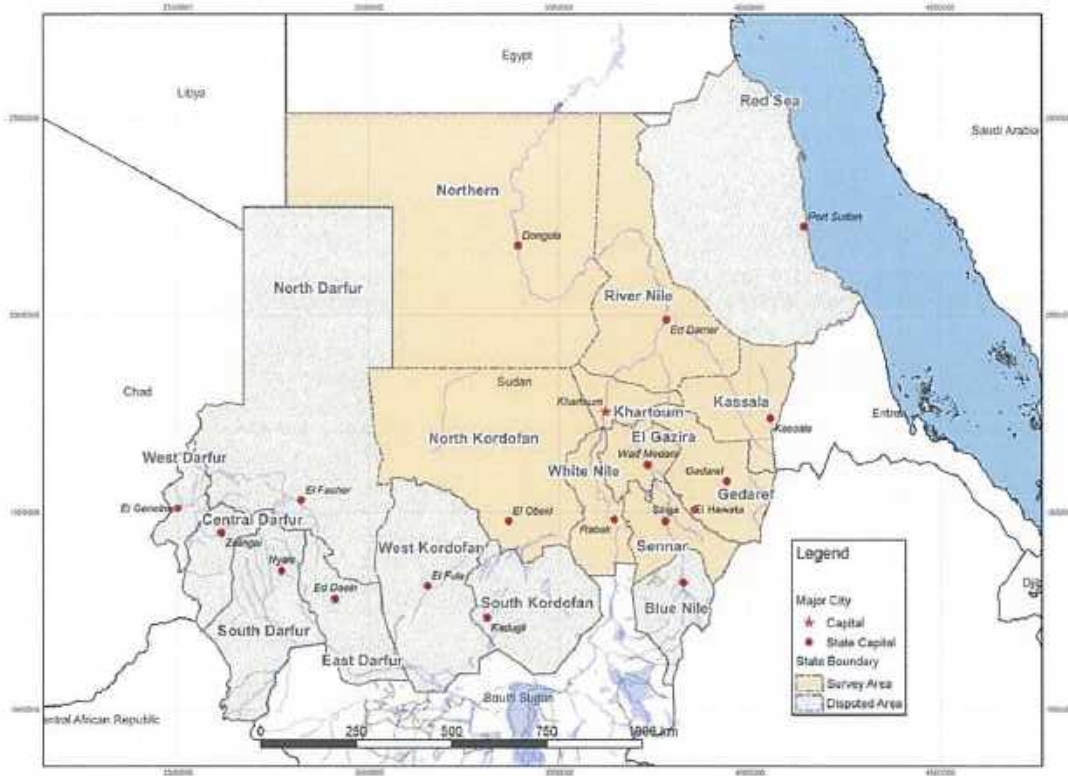 Egypt
Libya
Red Sea
Saudi Arabia
Northern
Port Sudan
Dongola
North Darfur
River Nile
Ed Damer
Sudan
Chad
Khartoum
Khartoum
Kassala
Kassala
North Kordofan
El Gazira
Wad Medani
West Darfur
White Nile
Gedaref
Gedaref
El Fasher
El Geneina
El Obeid
Rabak
El Hawata
Central Darfur
Zalingei
Sennar
West Kordofan
Nyala
El Fula
Ed Daein
South Kordofan
Blue Nile
Kadugli
South Darfur
East Darfur
South Sudan
entral African Republic
Legend
Major City
Capital
State Capital
State Boundary
Survey Area
Disputed Area
0 250 500 750 1000 km